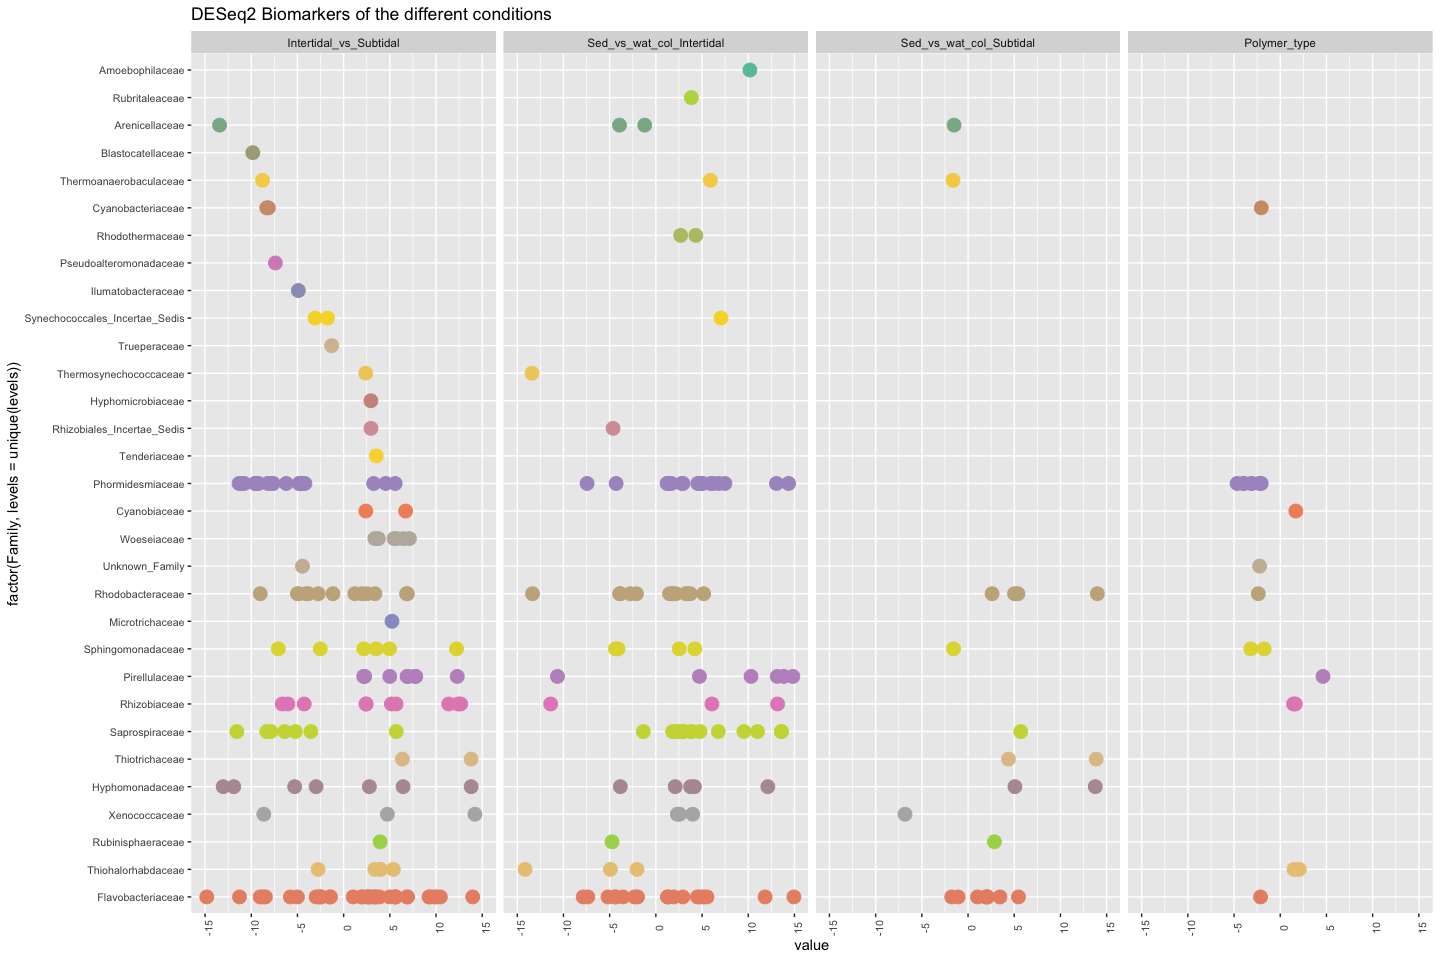 DESeq2 Biomarkers of the different conditions
Intertidal_vs_Subtidal
Sed_vs_wat_col_Intertidal
Sed_vs_wat_col_Subtidal
Polymer_type
factor(Family, levels = unique(levels))
Amoebophilaceae
Rubritaleaceae
Arenicellaceae
Blastocatellaceae
Thermoanaerobaculaceae
Cyanobacteriaceae
Rhodothermaceae
Pseudoalteromonadaceae
Ilumatobacteraceae
Synechococcales_Incertae_Sedis
Trueperaceae
Thermosynechococcaceae
Hyphomicrobiaceae
Rhizobiales_Incertae_Sedis
Tenderiaceae
Phormidesmiaceae
Cyanobiaceae
Woeseiaceae
Unknown_Family
Rhodobacteraceae
Microtrichaceae
Sphingomonadaceae
Pirellulaceae
Rhizobiaceae
Saprospiraceae
Thiotrichaceae
Hyphomonadaceae
Xenococcaceae
Rubinisphaeraceae
Thiohalorhabdaceae
Flavobacteriaceae
-15 -10 -5 0 5 10 15
-15 -10 -5 0 5 10 15
-15 -10 -5 0 5 10 15
-15 -10 -5 0 5 10 15
value